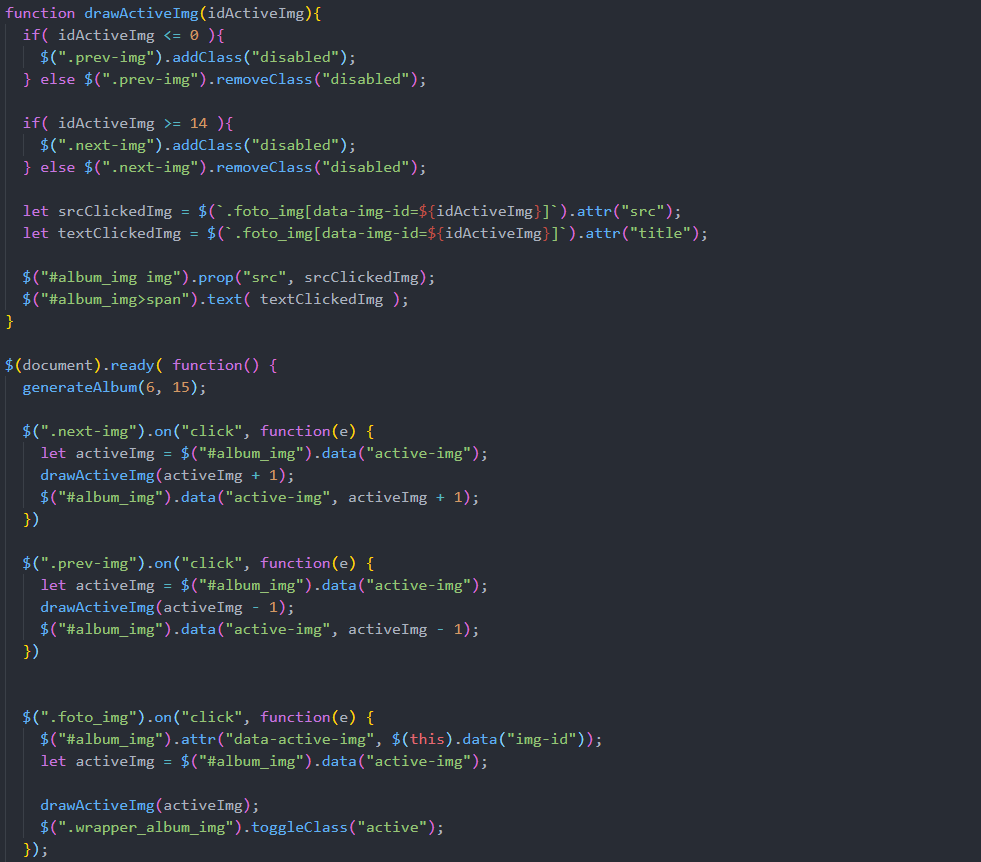 function drawActiveImg(idActiveImg){
  if( idActiveImg <= 0 ){
    $(".prev-img").addClass("disabled");
  } else $(".prev-img").removeClass("disabled");

  if( idActiveImg >= 14 ){
    $(".next-img").addClass("disabled");
  } else $(".next-img").removeClass("disabled");

  let srcClickedImg = $(`.foto_img[data-img-id=${idActiveImg}]`).attr("src");
  let textClickedImg = $(`.foto_img[data-img-id=${idActiveImg}]`).attr("title");

  $("#album_img img").prop("src", srcClickedImg);
  $("#album_img>span").text( textClickedImg );
}

$(document).ready( function() {
  generateAlbum(6, 15);

  $(".next-img").on("click", function(e) {
    let activeImg = $("#album_img").data("active-img");
    drawActiveImg(activeImg + 1);
    $("#album_img").data("active-img", activeImg + 1);
  })

  $(".prev-img").on("click", function(e) {
    let activeImg = $("#album_img").data("active-img");
    drawActiveImg(activeImg - 1);
    $("#album_img").data("active-img", activeImg - 1);
  })


  $(".foto_img").on("click", function(e) {
    $("#album_img").attr("data-active-img", $(this).data("img-id"));
    let activeImg = $("#album_img").data("active-img");

    drawActiveImg(activeImg);
    $(".wrapper_album_img").toggleClass("active");
  });